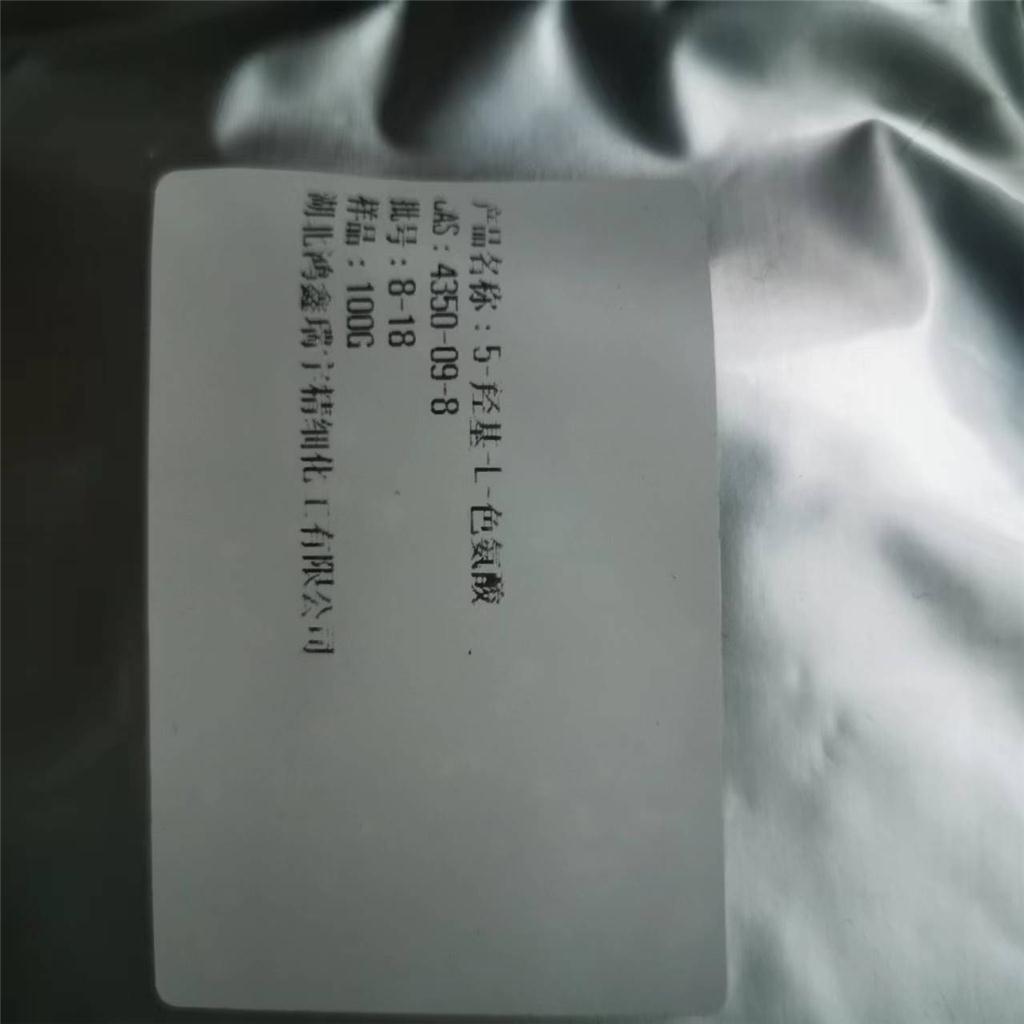 产品名称：5-羟基-L-色氨酸
CAS：4350-09-8
批号：8-18
样品：100G
湖北鸿鑫瑞宇精细化工有限公司